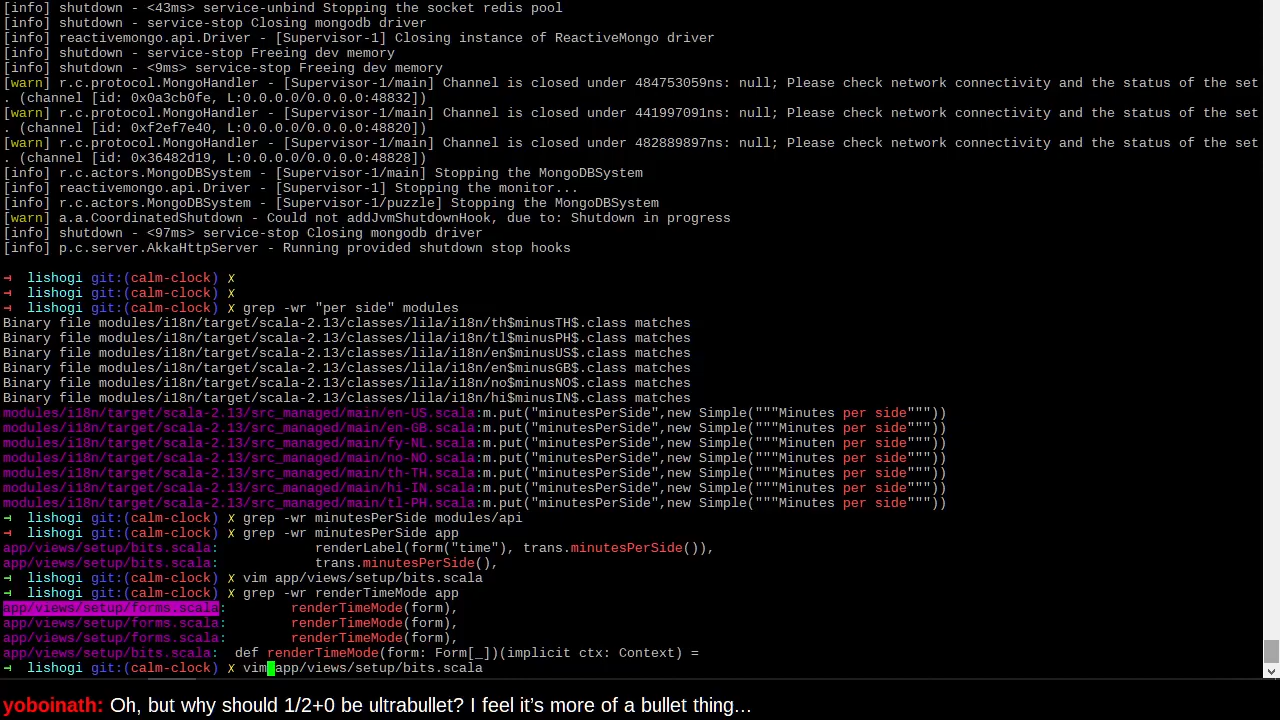 [info] shutdown - <43ms> service-unbind Stopping the socket redis pool
[info] shutdown - service-stop Closing mongodb driver
[info] reactivemongo.api.Driver - [Supervisor-1] Closing instance of ReactiveMongo driver
[info] shutdown - service-stop Freeing dev memory
[info] shutdown - <9ms> service-stop Freeing dev memory
[warn] r.c.protocol.MongoHandler - [Supervisor-1/main] Channel is closed under 484753059ns: null; Please check network connectivity and the status of the set
. (channel [id: 0x0a3cb0fe, L:0.0.0.0/0.0.0.0:48832])
[warn] r.c.protocol.MongoHandler - [Supervisor-1/main] Channel is closed under 441997091ns: null; Please check network connectivity and the status of the set
. (channel [id: 0xf2ef7e40, L:0.0.0.0/0.0.0.0:48820])
[warn] r.c.protocol.MongoHandler - [Supervisor-1/main] Channel is closed under 482889897ns: null; Please check network connectivity and the status of the set
. (channel [id: 0x36482d19, L:0.0.0.0/0.0.0.0:48828])
[info] r.c.actors.MongoDBSystem - [Supervisor-1/main] Stopping the MongoDBSystem
[info] reactivemongo.api.Driver - [Supervisor-1] Stopping the monitor...
[info] r.c.actors.MongoDBSystem - [Supervisor-1/puzzle] Stopping the MongoDBSystem
[warn] a.a.CoordinatedShutdown - Could not addJvmShutdownHook, due to: Shutdown in progress
[info] shutdown - <97ms> service-stop Closing mongodb driver
[info] p.c.server.AkkaHttpServer - Running provided shutdown stop hooks
→ lishogi git:(calm-clock) ✗
→ lishogi git:(calm-clock) ✗
→ lishogi git:(calm-clock) ✗ grep -wr "per side" modules
Binary file modules/i18n/target/scala-2.13/classes/lila/i18n/th$minusTH$.class matches
Binary file modules/i18n/target/scala-2.13/classes/lila/i18n/tl$minusPH$.class matches
Binary file modules/i18n/target/scala-2.13/classes/lila/i18n/en$minusUS$.class matches
Binary file modules/i18n/target/scala-2.13/classes/lila/i18n/en$minusGB$.class matches
Binary file modules/i18n/target/scala-2.13/classes/lila/i18n/no$minusNO$.class matches
Binary file modules/i18n/target/scala-2.13/classes/lila/i18n/hi$minusIN$.class matches
modules/i18n/target/scala-2.13/src_managed/main/en-US.scala:m.put("minutesPerSide",new Simple("""Minutes per side"""))
modules/i18n/target/scala-2.13/src_managed/main/en-GB.scala:m.put("minutesPerSide",new Simple("""Minutes per side"""))
modules/i18n/target/scala-2.13/src_managed/main/fy-NL.scala:m.put("minutesPerSide",new Simple("""Minuten per side"""))
modules/i18n/target/scala-2.13/src_managed/main/no-NO.scala:m.put("minutesPerSide",new Simple("""Minutes per side"""))
modules/i18n/target/scala-2.13/src_managed/main/th-TH.scala:m.put("minutesPerSide",new Simple("""Minutes per side"""))
modules/i18n/target/scala-2.13/src_managed/main/hi-IN.scala:m.put("minutesPerSide",new Simple("""Minutes per side"""))
modules/i18n/target/scala-2.13/src_managed/main/tl-PH.scala:m.put("minutesPerSide",new Simple("""Minutes per side"""))
→ lishogi git:(calm-clock) ✗ grep -wr minutesPerSide modules/api
→ lishogi git:(calm-clock) ✗ grep -wr minutesPerSide app
app/views/setup/bits.scala: renderLabel(form("time"), trans.minutesPerSide()),
app/views/setup/bits.scala: trans.minutesPerSide(),
→ lishogi git:(calm-clock) ✗ vim app/views/setup/bits.scala
→ lishogi git:(calm-clock) ✗ grep -wr renderTimeMode app
app/views/setup/forms.scala: renderTimeMode(form),
app/views/setup/forms.scala: renderTimeMode(form),
app/views/setup/forms.scala: renderTimeMode(form),
app/views/setup/bits.scala: def renderTimeMode(form: Form[_])(implicit ctx: Context) =
→ lishogi git:(calm-clock) ✗ vim app/views/setup/bits.scala
yoboinath: Oh, but why should 1/2+0 be ultrabullet? I feel it’s more of a bullet thing…